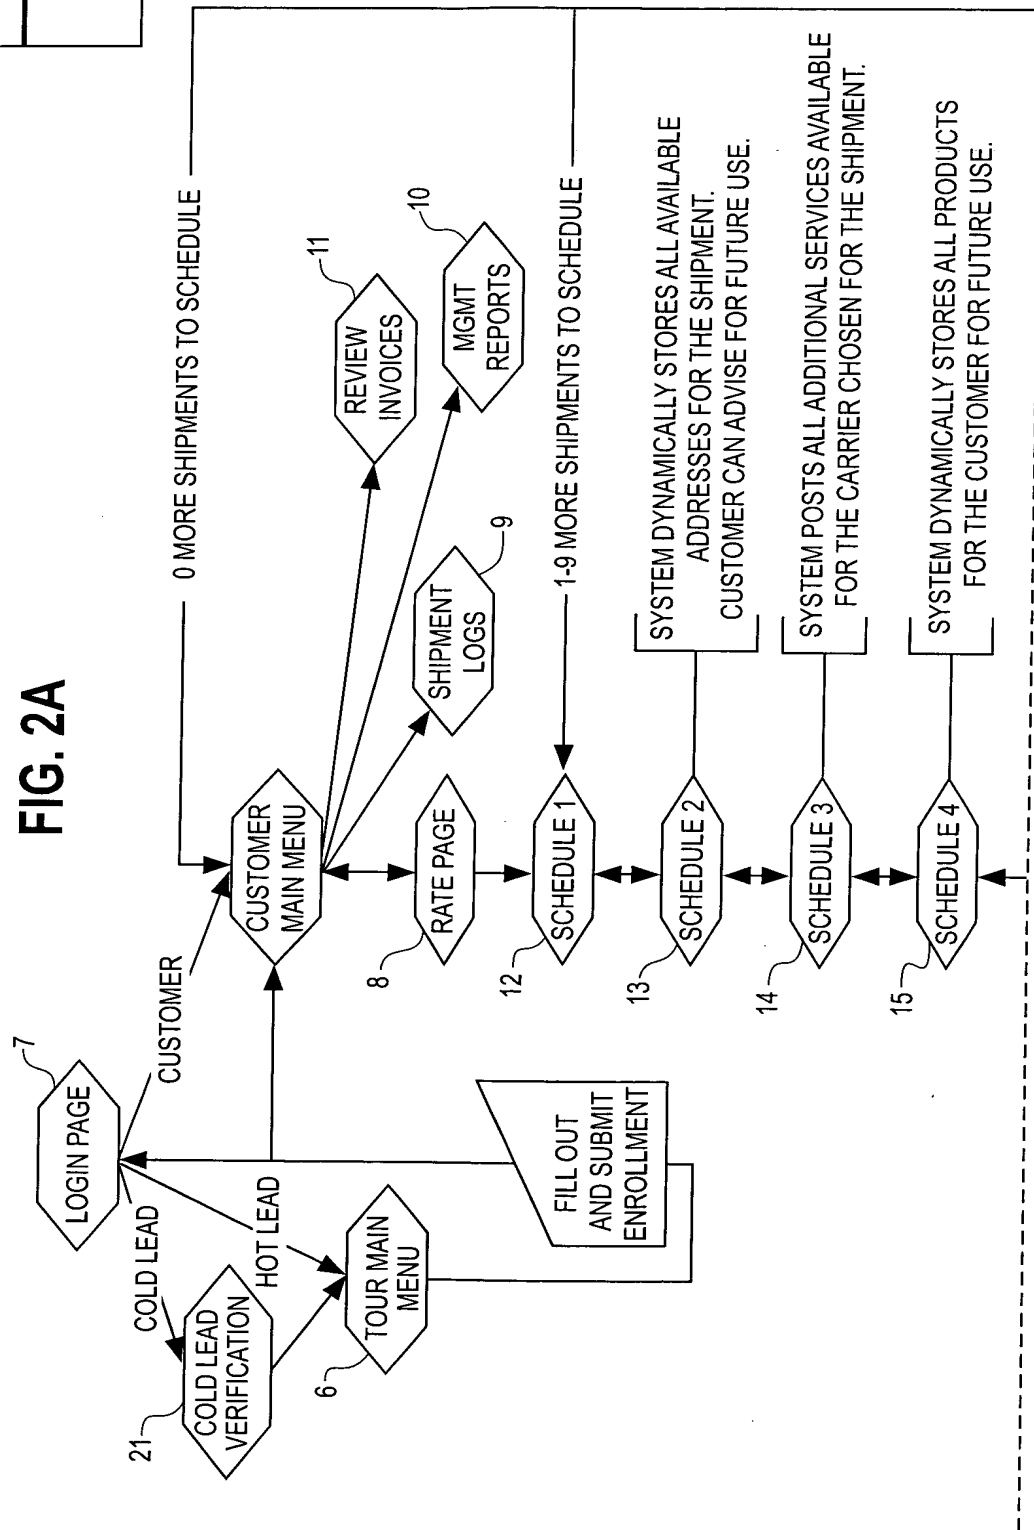 FIG. 2A
7
LOGIN PAGE
COLD LEAD
HOT LEAD
CUSTOMER
21
COLD LEAD
VERIFICATION
6
TOUR MAIN
MENU
FILL OUT
AND SUBMIT
ENROLLMENT
CUSTOMER
MAIN MENU
0 MORE SHIPMENTS TO SCHEDULE
11
REVIEW
INVOICES
10
MGMT
REPORTS
9
SHIPMENT
LOGS
8
RATE PAGE
1-9 MORE SHIPMENTS TO SCHEDULE
12
SCHEDULE 1
13
SCHEDULE 2
SYSTEM DYNAMICALLY STORES ALL AVAILABLE
ADDRESSES FOR THE SHIPMENT.
CUSTOMER CAN ADVISE FOR FUTURE USE.
14
SCHEDULE 3
SYSTEM POSTS ALL ADDITIONAL SERVICES AVAILABLE
FOR THE CARRIER CHOSEN FOR THE SHIPMENT.
15
SCHEDULE 4
SYSTEM DYNAMICALLY STORES ALL PRODUCTS
FOR THE CUSTOMER FOR FUTURE USE.